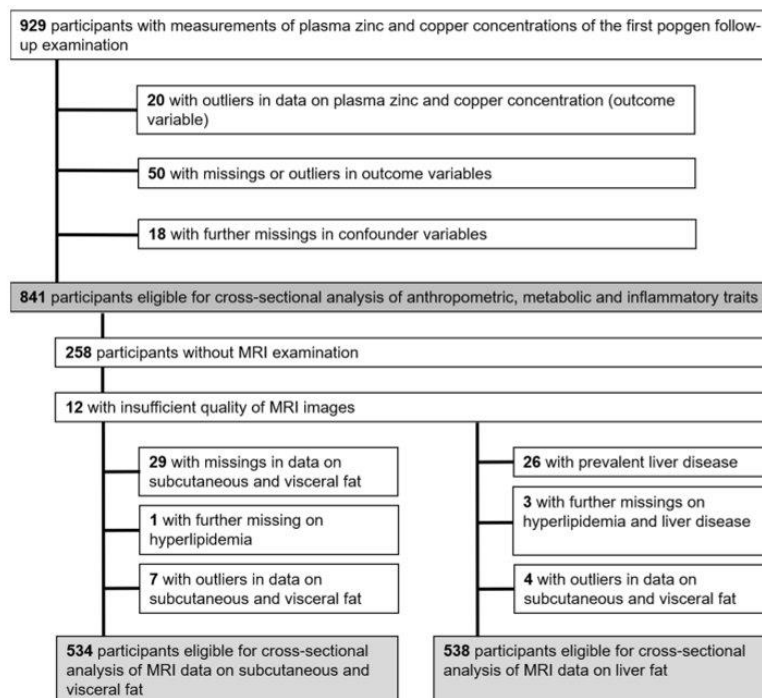 929 participants with measurements of plasma zinc and copper concentrations of the first popgen follow-
up examination
20 with outliers in data on plasma zinc and copper concentration (outcome
variable)
50 with missings or outliers in outcome variables
18 with further missings in confounder variables
841 participants eligible for cross-sectional analysis of anthropometric, metabolic and inflammatory traits
258 participants without MRI examination
12 with insufficient quality of MRI images
29 with missings in data on
subcutaneous and visceral fat
1 with further missing on
hyperlipidemia
7 with outliers in data on
subcutaneous and visceral fat
534 participants eligible for cross-sectional
analysis of MRI data on subcutaneous and
visceral fat
26 with prevalent liver disease
3 with further missings on
hyperlipidemia and liver disease
4 with outliers in data on
subcutaneous and visceral fat
538 participants eligible for cross-sectional
analysis of MRI data on liver fat